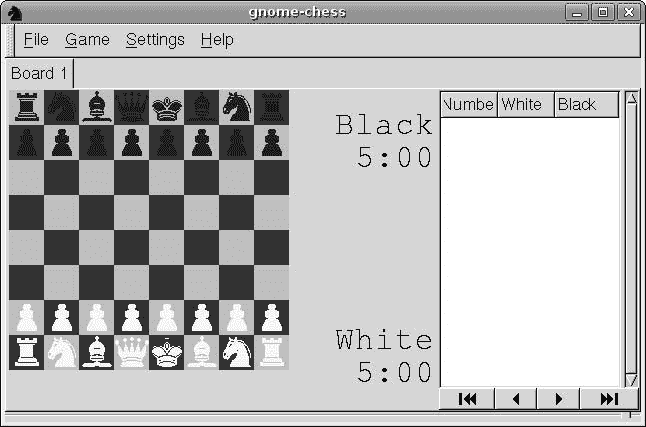 gnome-chess
File Game Settings Help
Board 1
Numbe White Black
Black
5:00
White
5:00